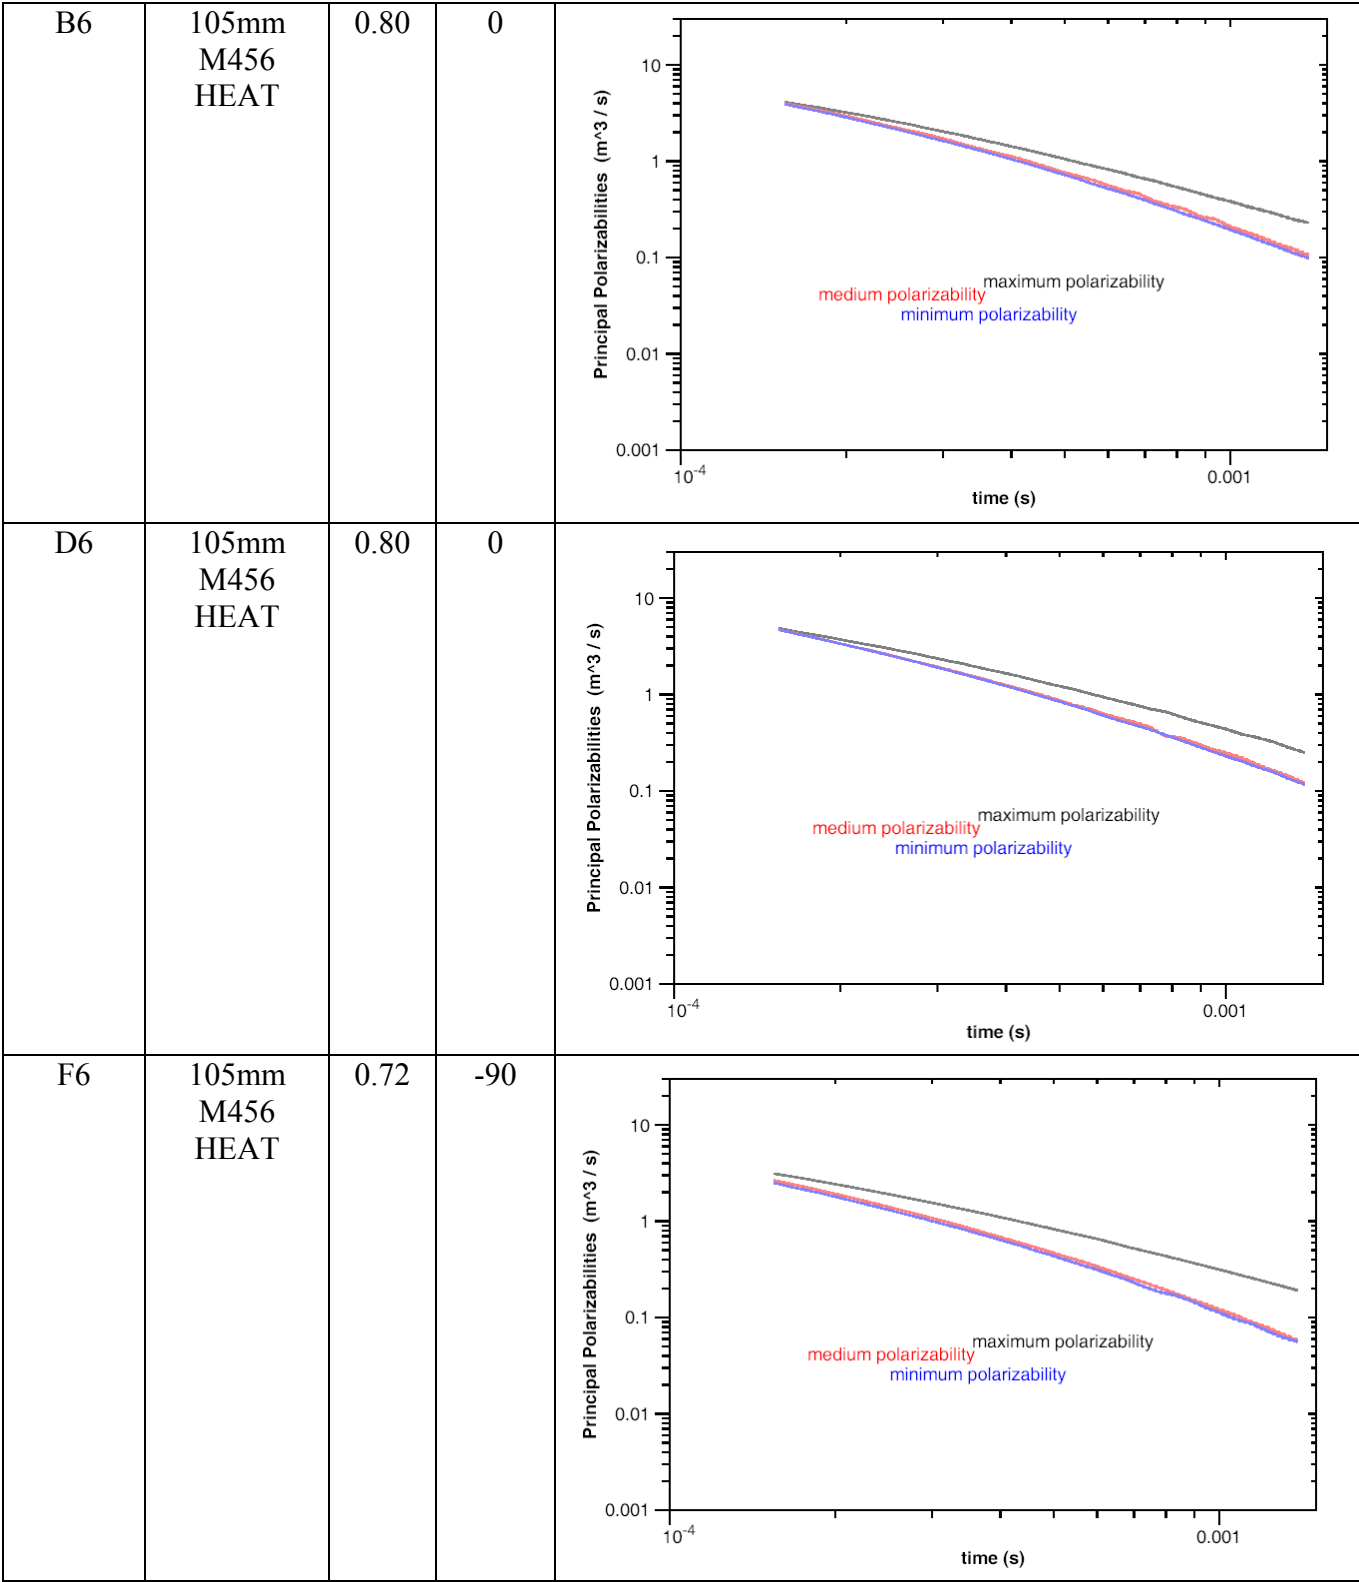 B6 105mm 0.80 0
M456
HEAT
Principal Polarizabilities (m^3 / s)
10
1
0.1
0.01
0.001
maximum polarizability
medium polarizability
minimum polarizability
10-4 0.001
time (s)
D6 105mm 0.80 0
M456
HEAT
Principal Polarizabilities (m^3 / s)
10
1
0.1
0.01
0.001
maximum polarizability
medium polarizability
minimum polarizability
10-4 0.001
time (s)
F6 105mm 0.72 -90
M456
HEAT
Principal Polarizabilities (m^3 / s)
10
1
0.1
0.01
0.001
maximum polarizability
medium polarizability
minimum polarizability
10-4 0.001
time (s)